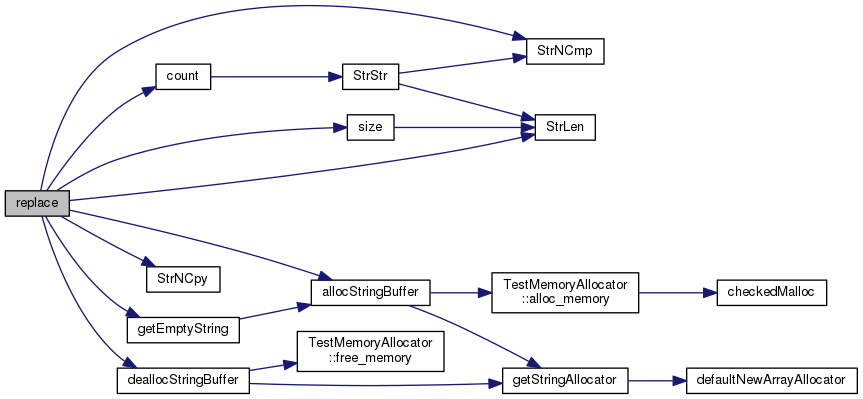 StrNCmp
count
StrStr
size
StrLen
replace
StrNCpy
allocStringBuffer
TestMemoryAllocator
::alloc_memory
checkedMalloc
getEmptyString
TestMemoryAllocator
::free_memory
deallocStringBuffer
getStringAllocator
defaultNewArrayAllocator